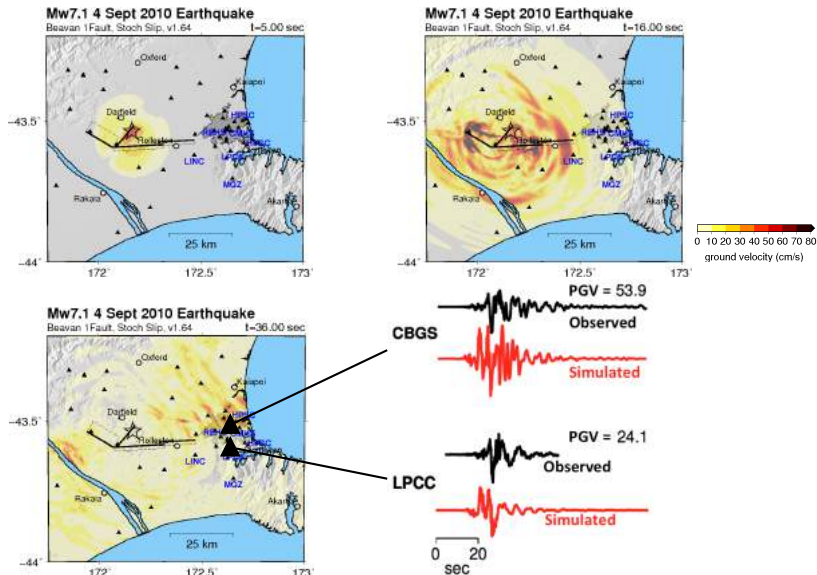 Mw7.1 4 Sept 2010 Earthquake
Beavan 1Fault, Stoch Slip, v1.64 t=5.00 sec
Oxford
Kaiapoi
Darfield
HPSC
Rolleston
LPCC
LINC
MQZ
Rakaia
25 km
−43.5˙
−44˙
172˙ 172.5˙ 173˙
Mw7.1 4 Sept 2010 Earthquake
Beavan 1Fault, Stoch Slip, v1.64 t=16.00 sec
Oxford
Kaiapoi
Darfield
HPSC
Rolleston
LPCC
LINC
MQZ
Rakaia
25 km
−43.5˙
−44˙
172˙ 172.5˙ 173˙
0 10 20 30 40 50 60 70 80
ground velocity (cm/s)
Mw7.1 4 Sept 2010 Earthquake
Beavan 1Fault, Stoch Slip, v1.64 t=36.00 sec
Oxford
Kaiapoi
Darfield
HPSC
Rolleston
LINC
MQZ
Rakaia
25 km
−43.5˙
−44˙
172˙ 172.5˙ 173˙
CBGS
PGV = 53.9
Observed
Simulated
LPCC
PGV = 24.1
Observed
Simulated
0 20
sec